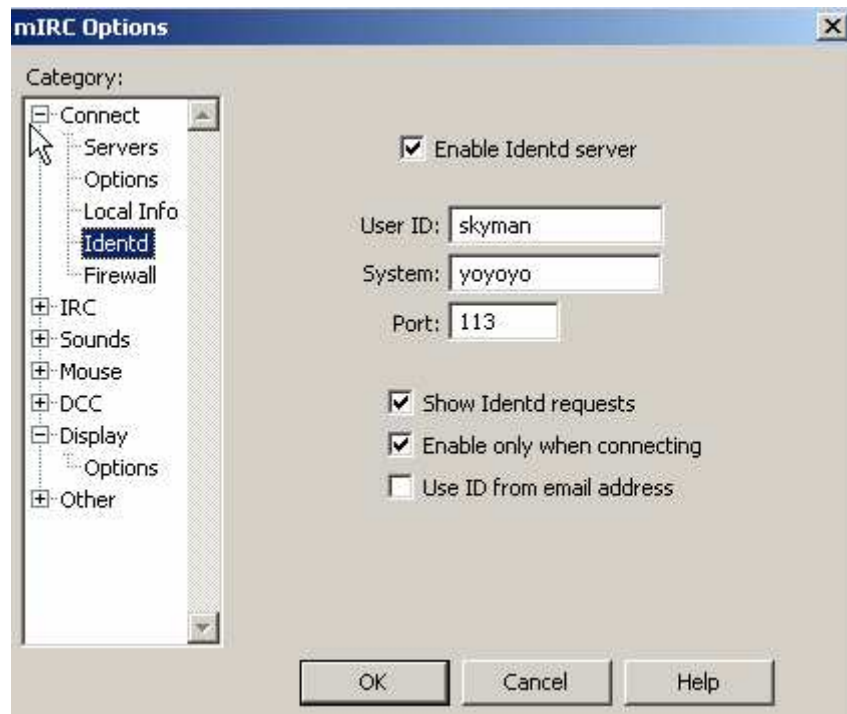 mIRC Options
Category:
Connect
Servers
Options
Local Info
Identd
Firewall
IRC
Sounds
Mouse
DCC
Display
Options
Other
Enable Identd server
User ID: skyman
System: yoyoyo
Port: 113
Show Identd requests
Enable only when connecting
Use ID from email address
OK Cancel Help